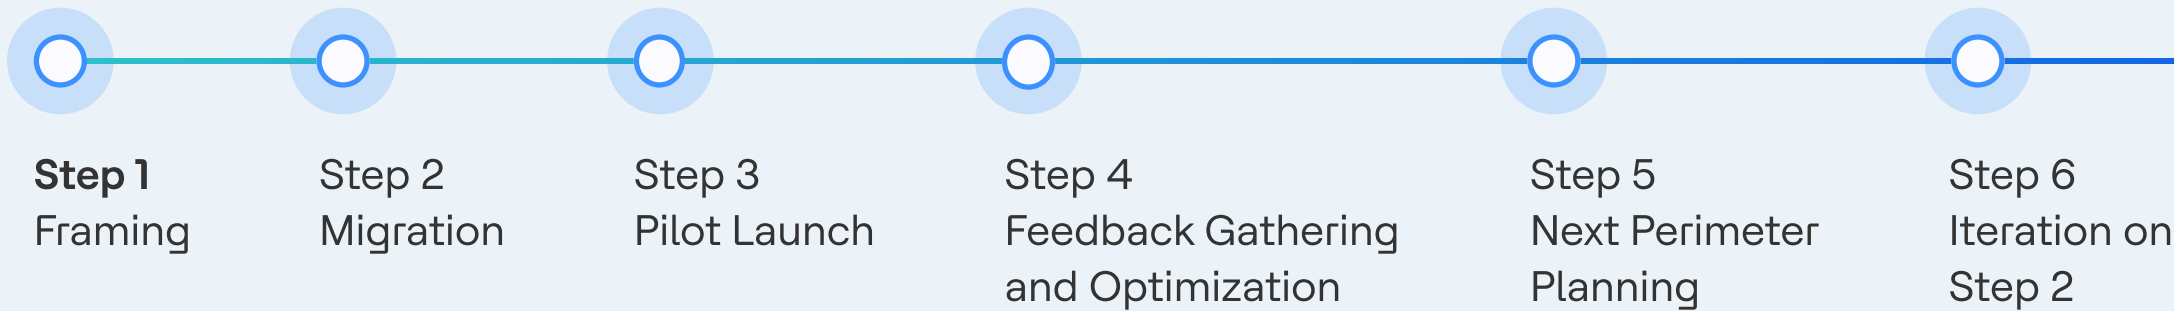 Step 1
Framing
Step 2
Migration
Step 3
Pilot Launch
Step 4
Feedback Gathering
and Optimization
Step 5
Next Perimeter
Planning
Step 6
Iteration on
Step 2